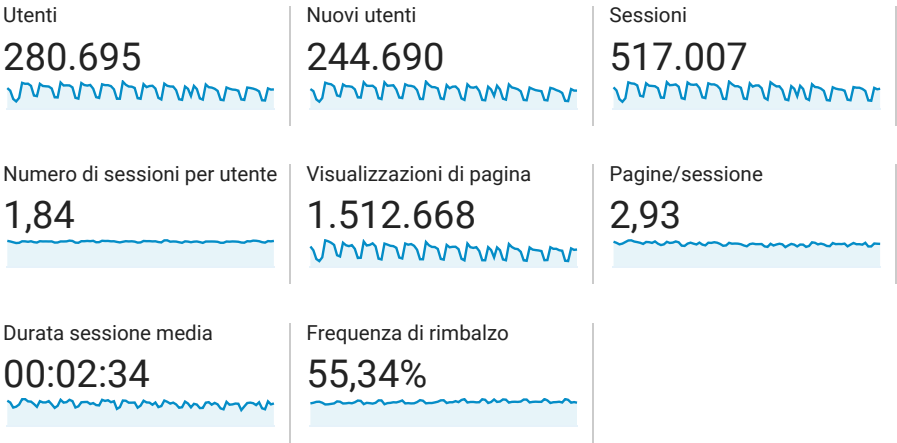 Utenti
280.695
Nuovi utenti
244.690
Sessioni
517.007
Numero di sessioni per utente
1,84
Visualizzazioni di pagina
1.512.668
Pagine/sessione
2,93
Durata sessione media
00:02:34
Frequenza di rimbalzo
55,34%